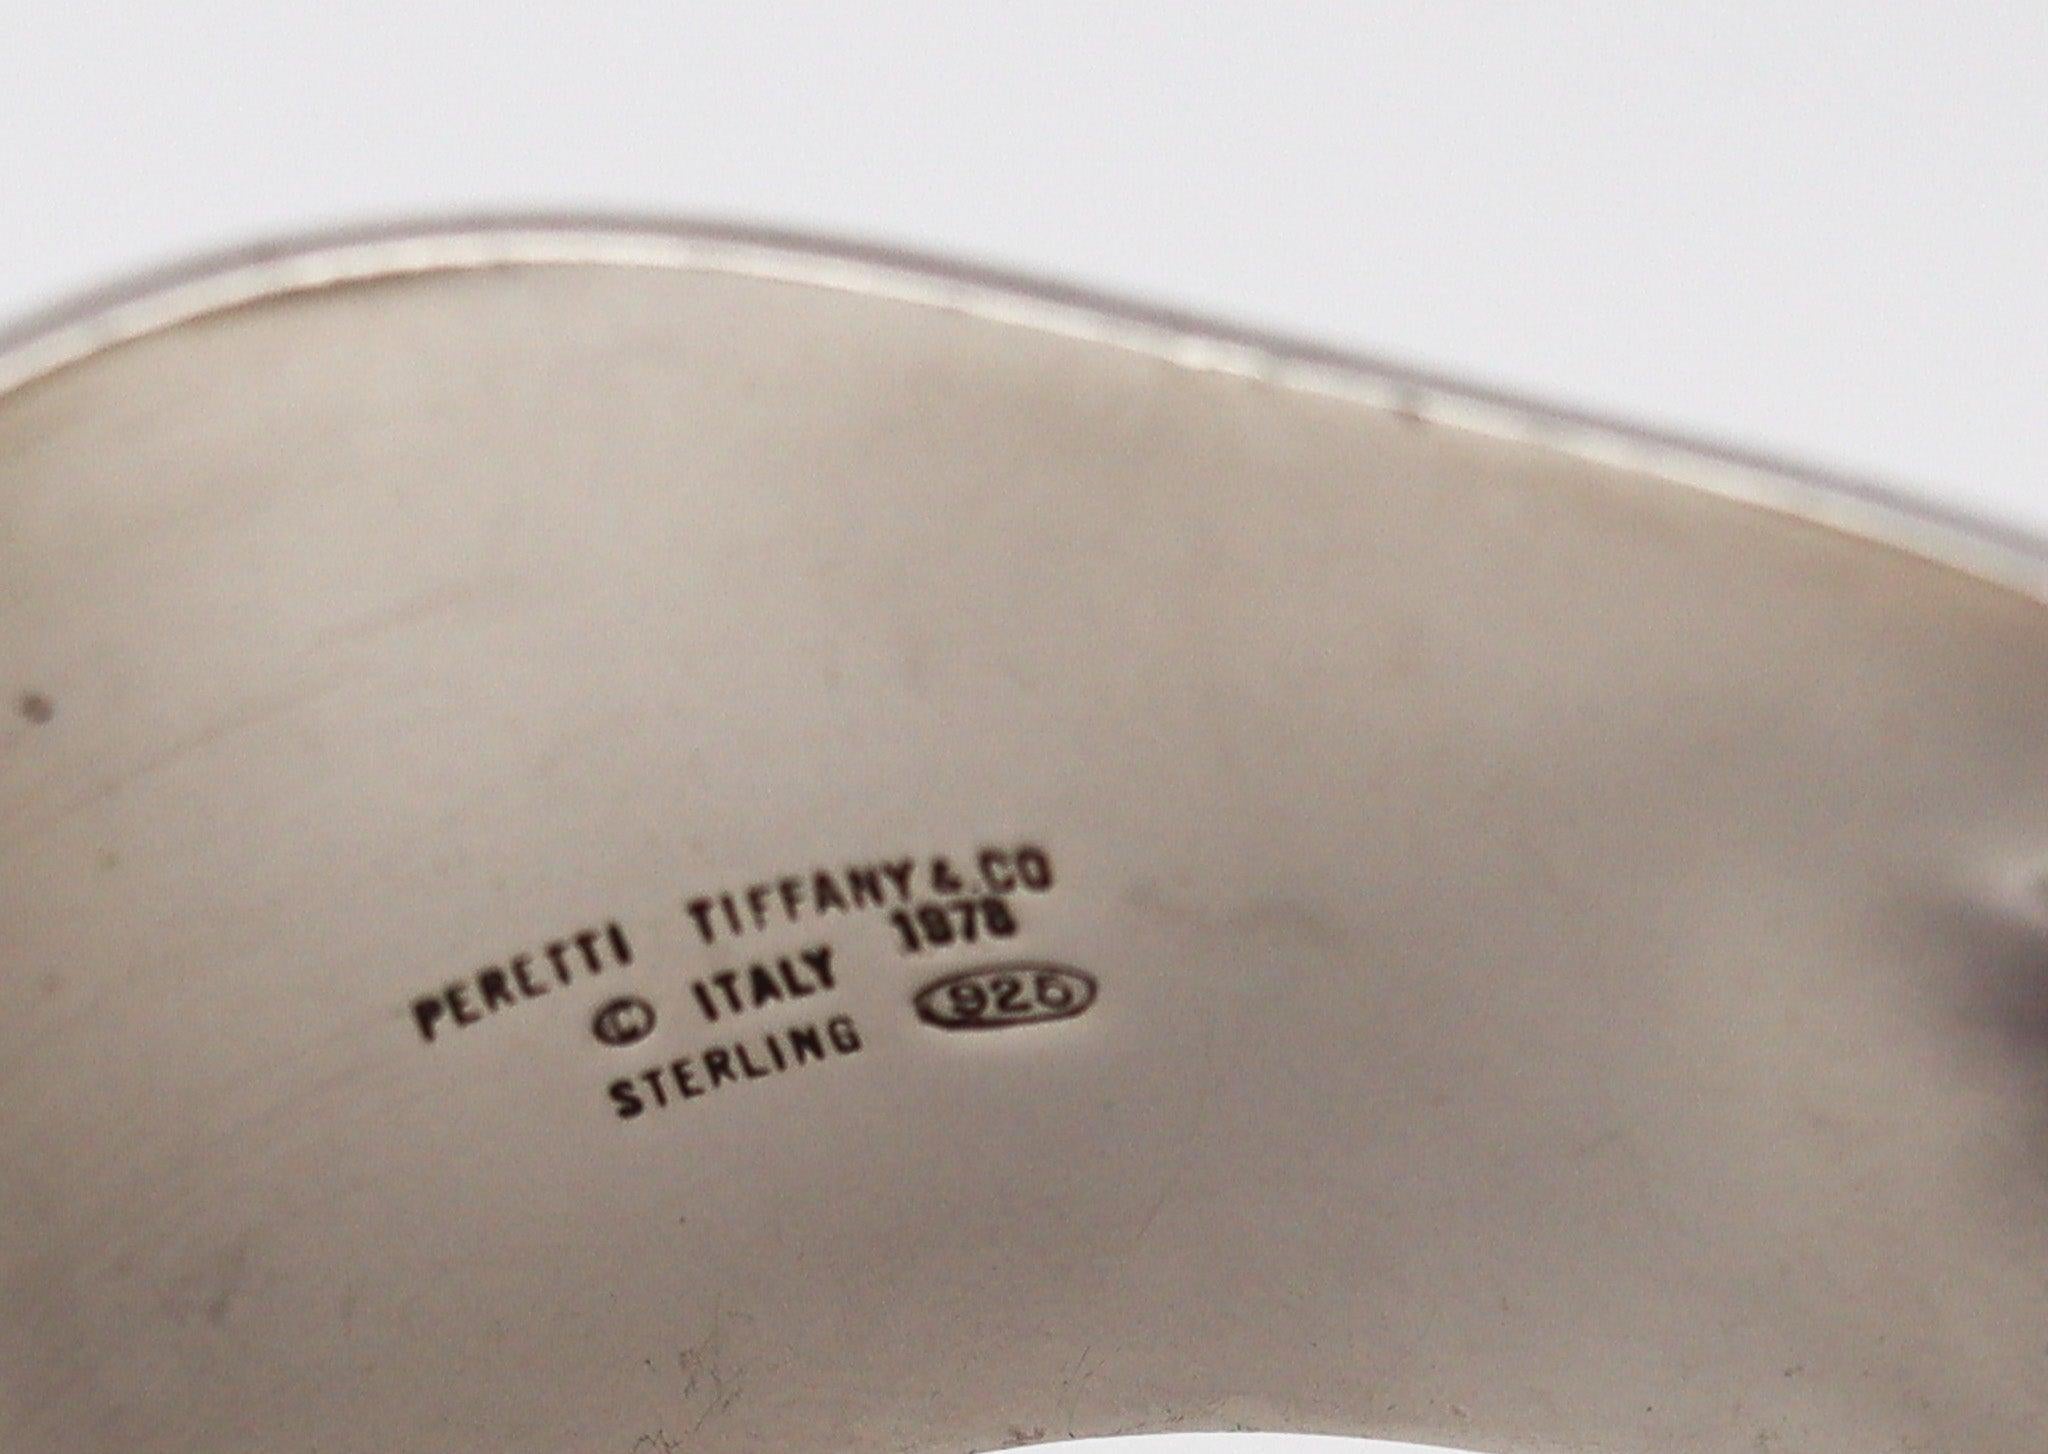 PERETTI TIFFANY & CO
© ITALY 1978
STERLING 925